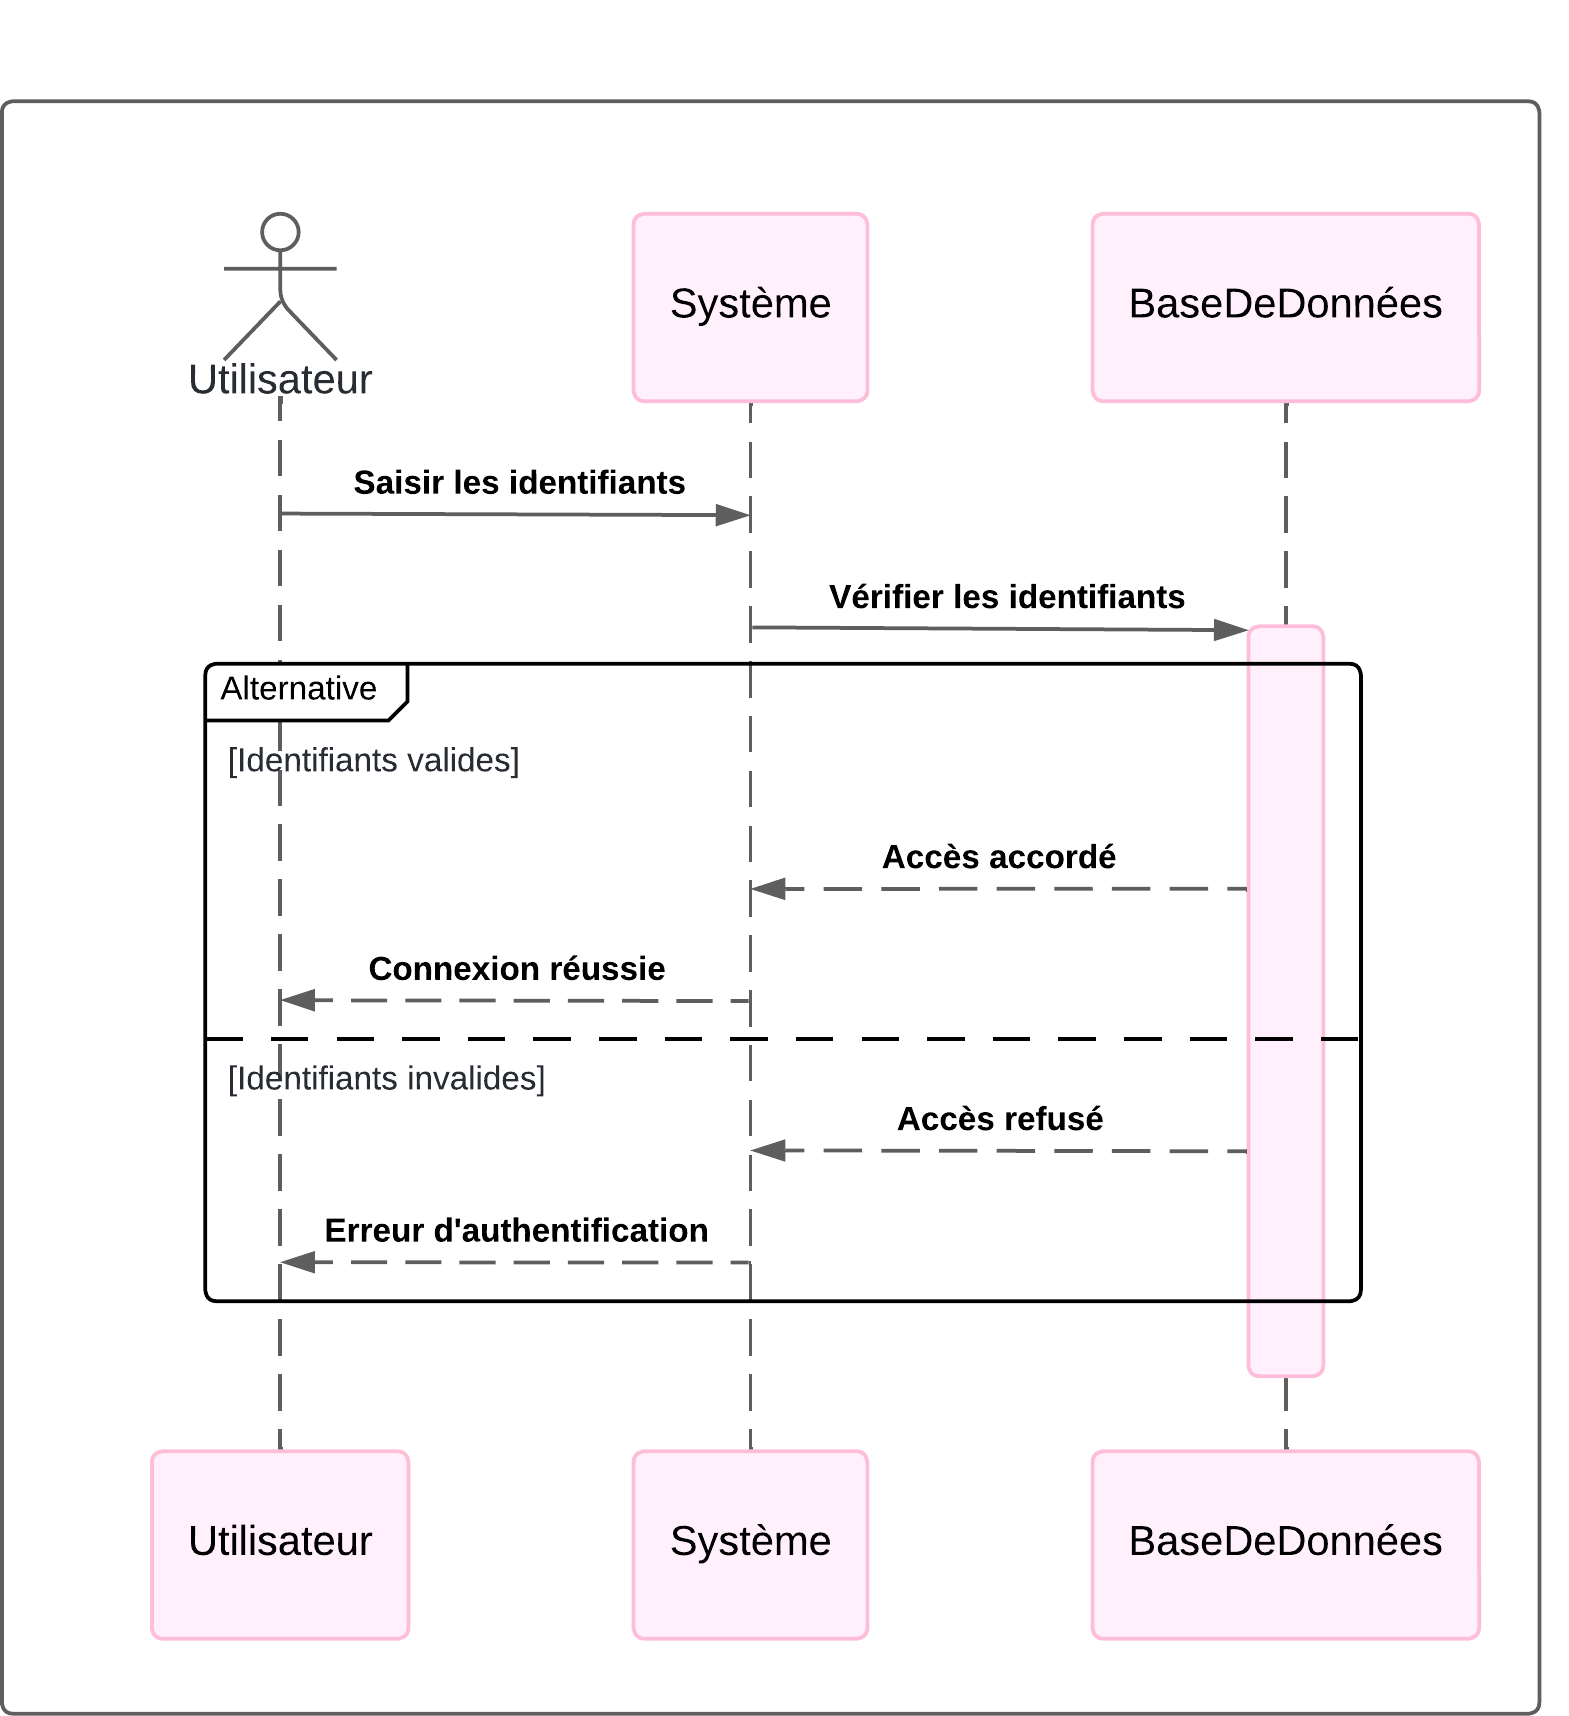 Utilisateur
Système
BaseDeDonnées
Saisir les identifiants
Vérifier les identifiants
Alternative
[Identifiants valides]
Accès accordé
Connexion réussie
[Identifiants invalides]
Accès refusé
Erreur d'authentification
Utilisateur
Système
BaseDeDonnées